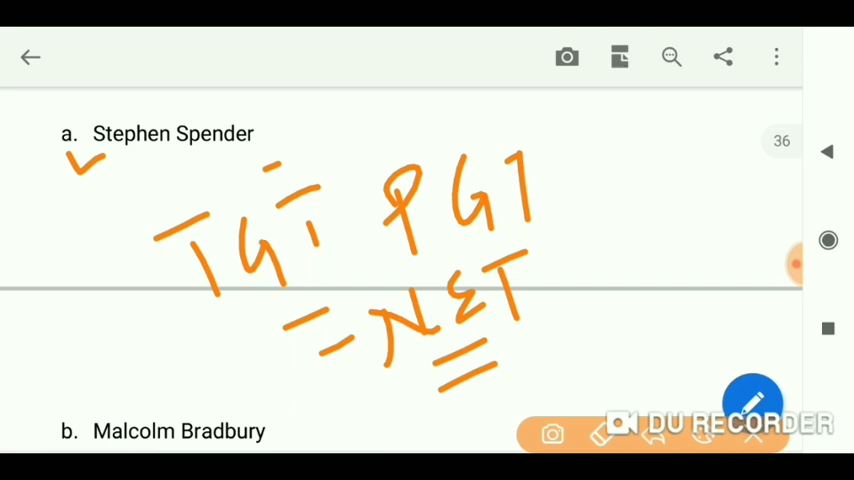 36
a. Stephen Spender
TGT PGT
NET
b. Malcolm Bradbury
DU RECORDER